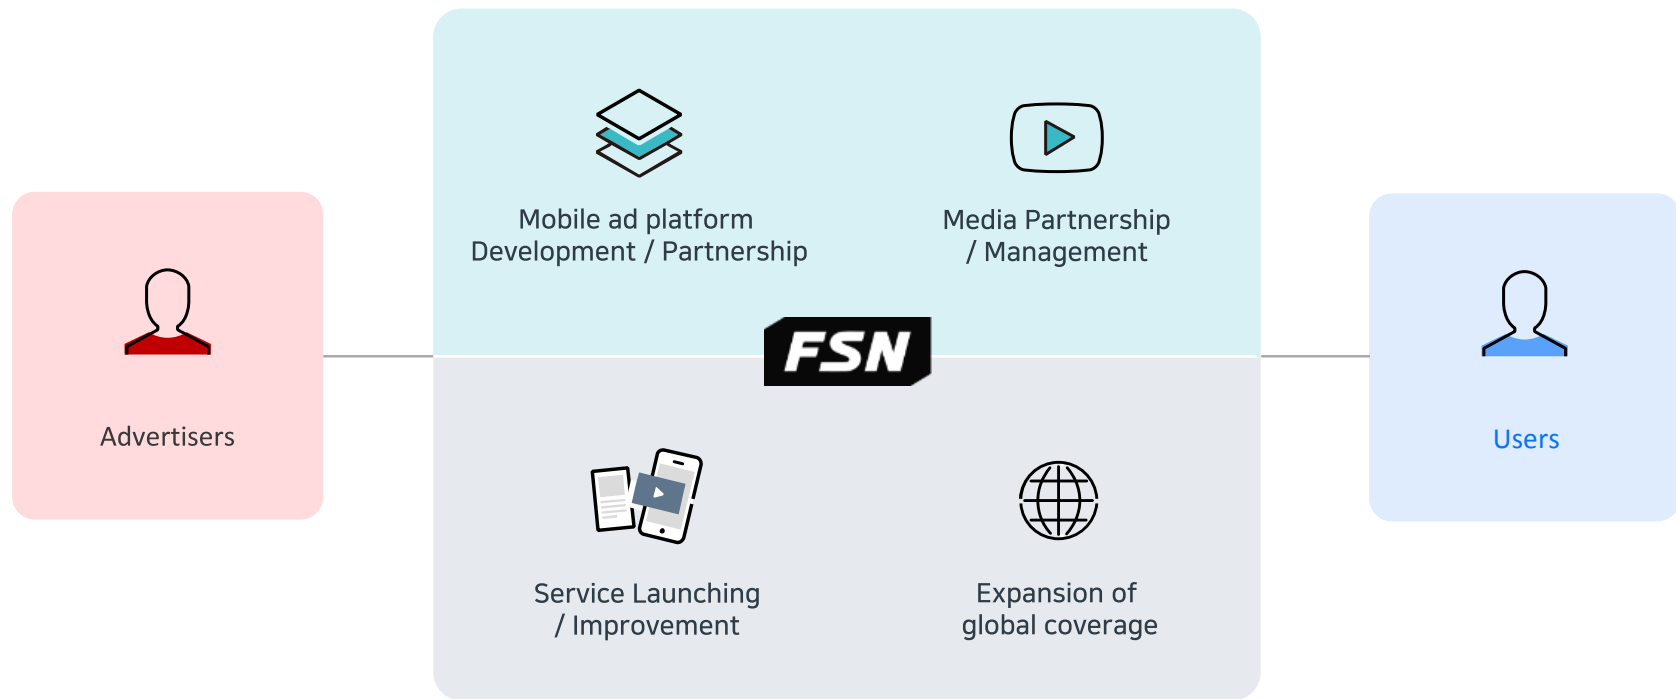 Mobile ad platform
Development / Partnership
Media Partnership
/ Management
Advertisers
FSN
Users
Service Launching
/ Improvement
Expansion of
global coverage